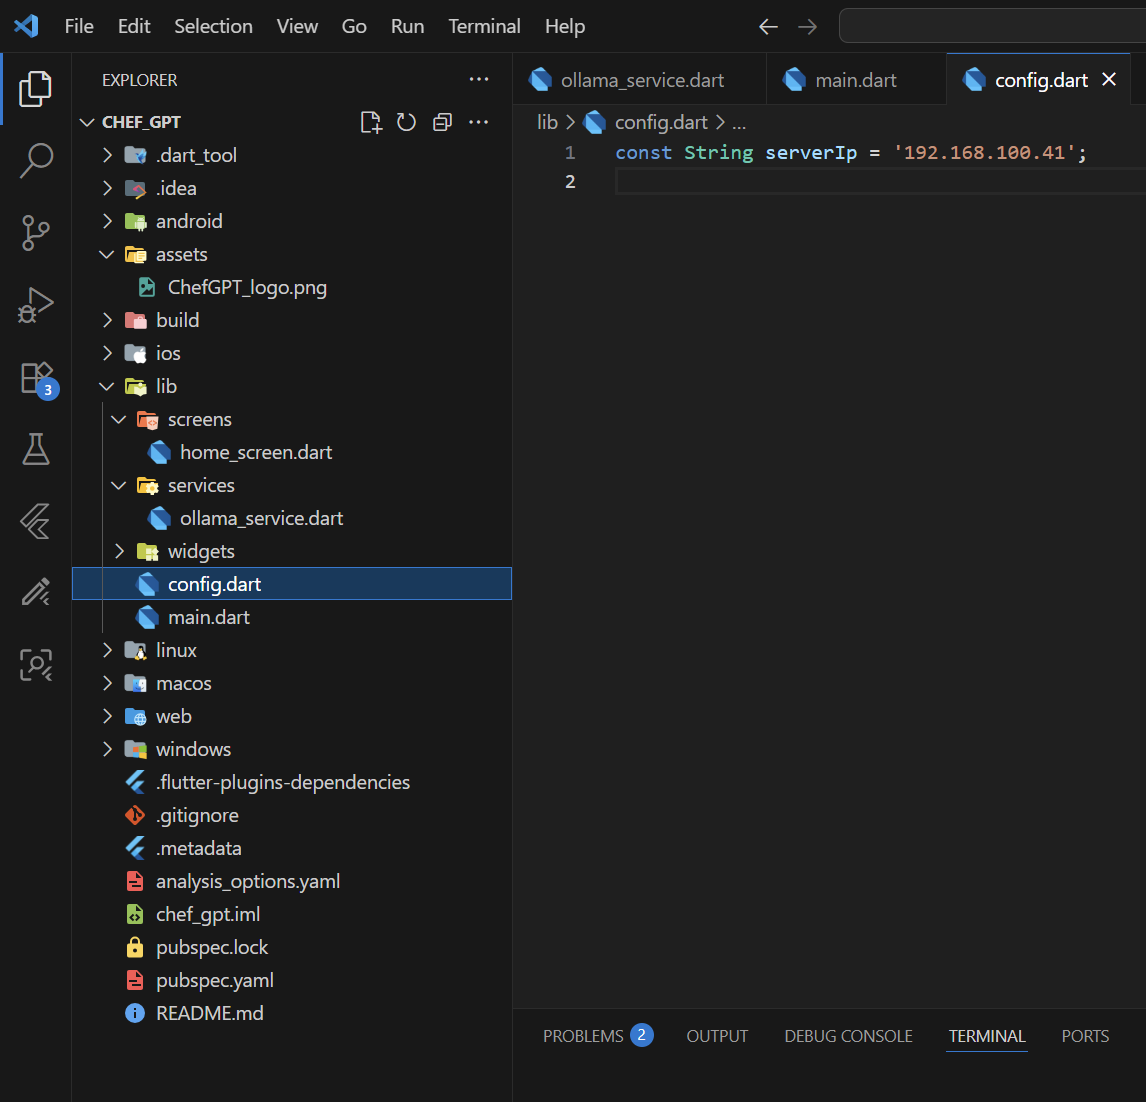 File Edit Selection View Go Run Terminal Help
EXPLORER
CHEF_GPT
.dart_tool
.idea
android
assets
ChefGPT_logo.png
build
ios
lib
screens
home_screen.dart
services
ollama_service.dart
widgets
config.dart
main.dart
linux
macos
web
windows
.flutter-plugins-dependencies
.gitignore
.metadata
analysis_options.yaml
chef_gpt.iml
pubspec.lock
pubspec.yaml
README.md
3
ollama_service.dart main.dart config.dart
lib > config.dart > ...
1 const String serverIp = '192.168.100.41';
2
PROBLEMS 2 OUTPUT DEBUG CONSOLE TERMINAL PORTS